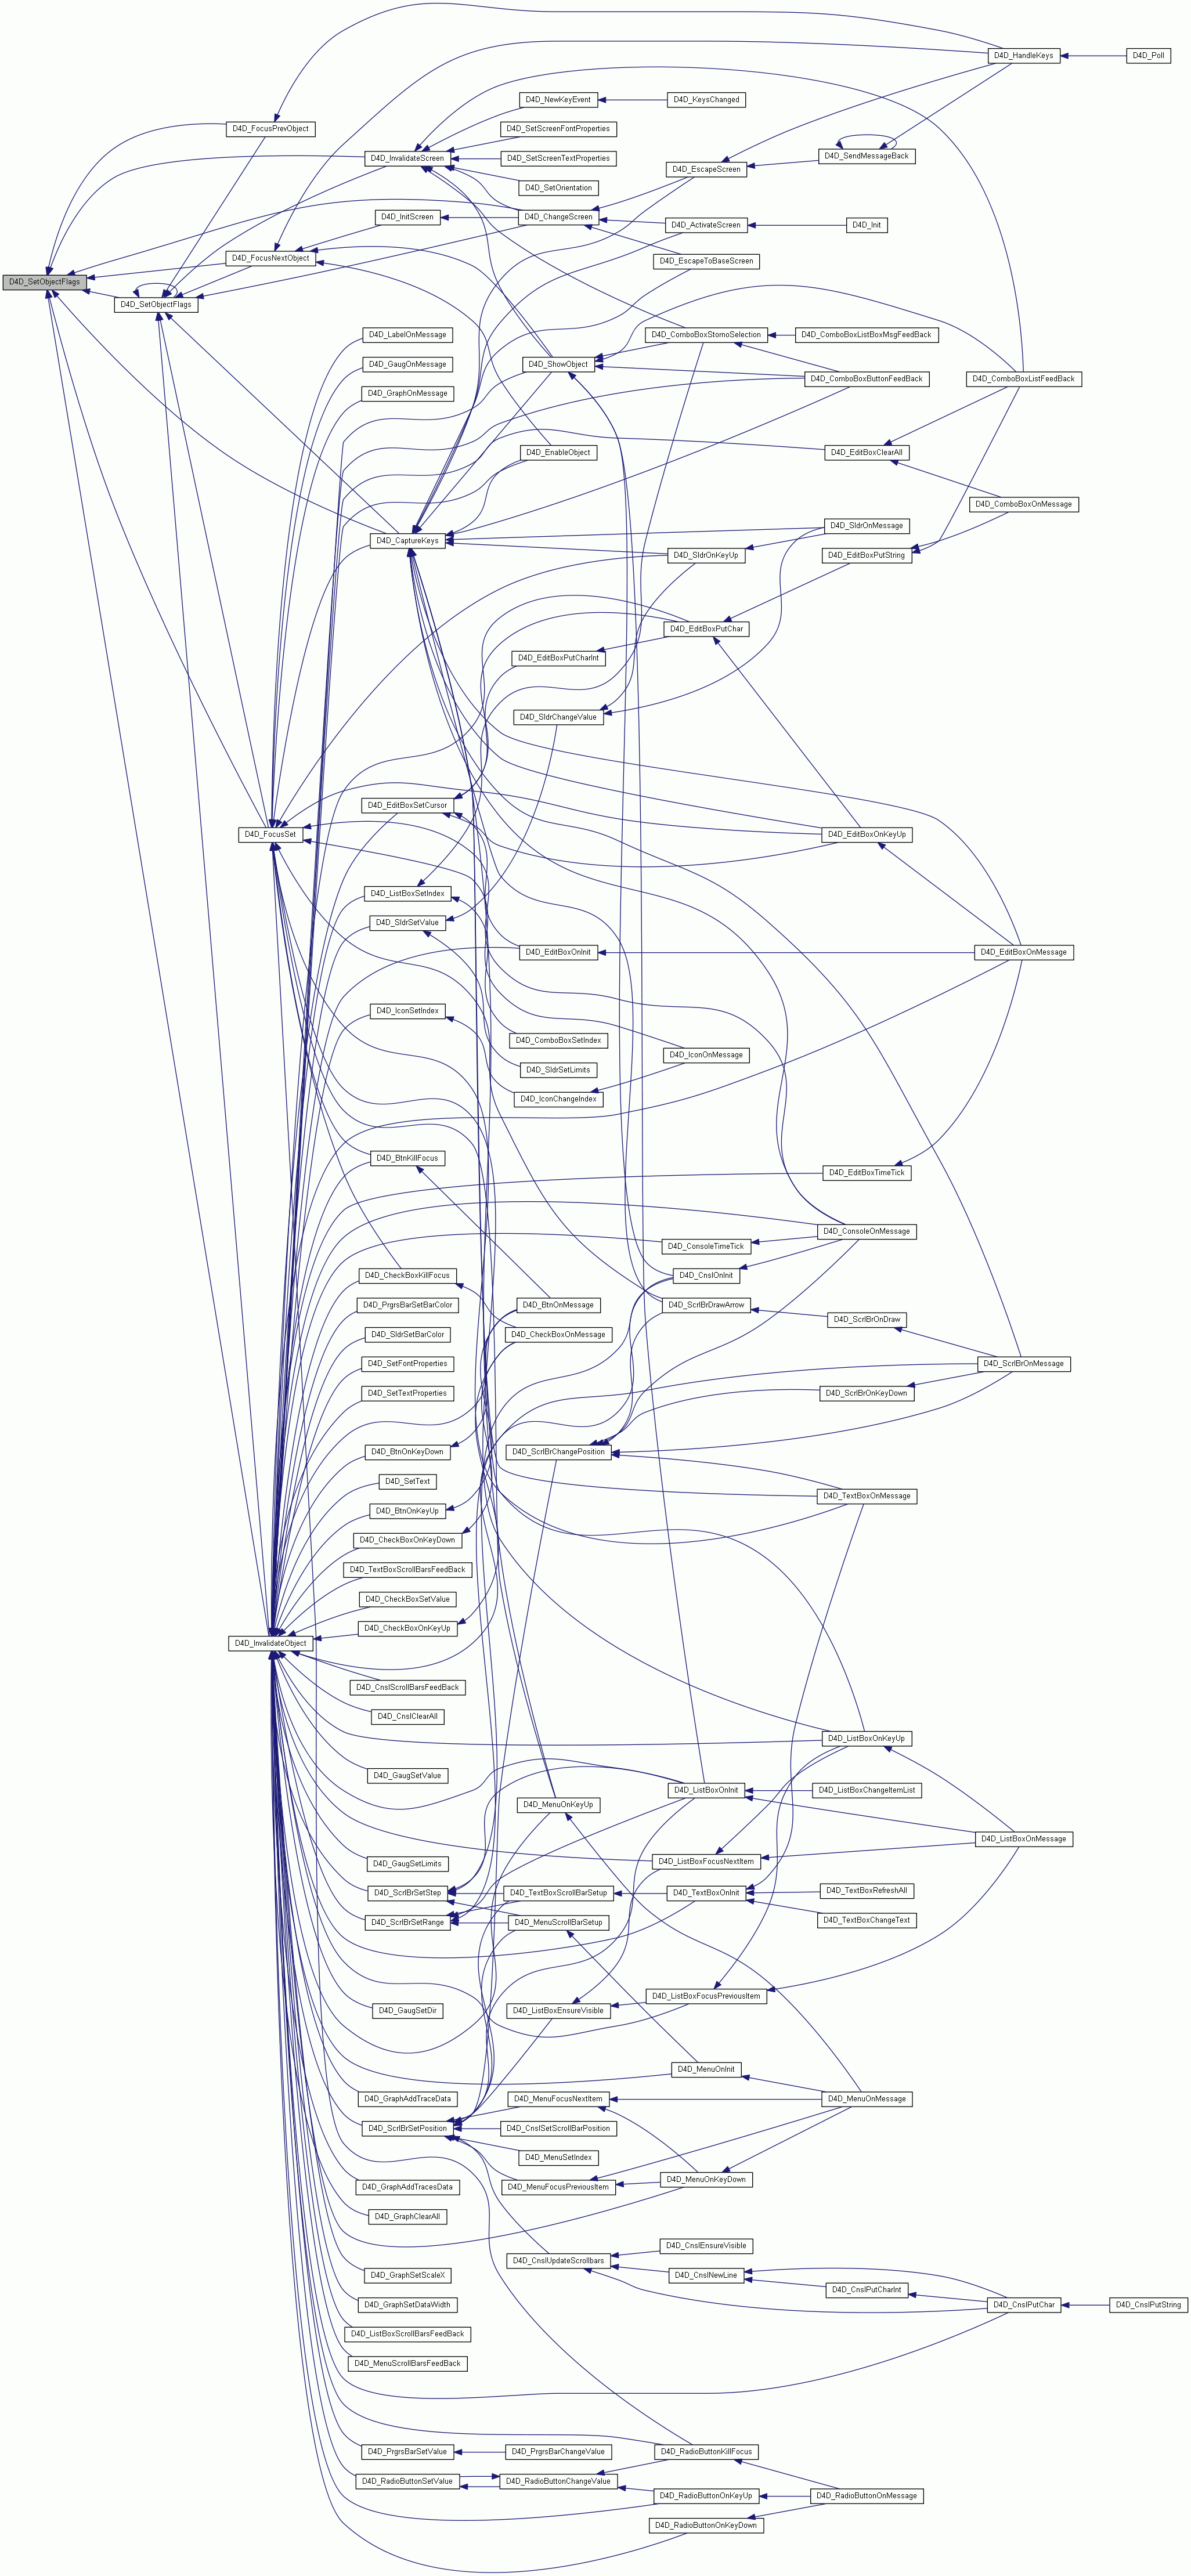 D4D_HandleKeys
D4D_Poll
D4D_NewKeyEvent
D4D_KeysChanged
D4D_FocusPrevObject
D4D_SetScreenFontProperties
D4D_InvalidateScreen
D4D_SetScreenTextProperties
D4D_SendMessageBack
D4D_EscapeScreen
D4D_SetOrientation
D4D_InitScreen
D4D_ChangeScreen
D4D_ActivateScreen
D4D_Init
D4D_FocusNextObject
D4D_EscapeToBaseScreen
D4D_SetObjectFlags
D4D_SetObjectFlags
D4D_LabelOnMessage
D4D_ComboBoxStornoSelection
D4D_ComboBoxListBoxMsgFeedBack
D4D_GaugOnMessage
D4D_ShowObject
D4D_ComboBoxButtonFeedBack
D4D_ComboBoxListFeedBack
D4D_GraphOnMessage
D4D_EnableObject
D4D_EditBoxClearAll
D4D_ComboBoxOnMessage
D4D_SldrOnMessage
D4D_CaptureKeys
D4D_SldrOnKeyUp
D4D_EditBoxPutString
D4D_EditBoxPutChar
D4D_EditBoxPutCharInt
D4D_SldrChangeValue
D4D_EditBoxSetCursor
D4D_FocusSet
D4D_EditBoxOnKeyUp
D4D_ListBoxSetIndex
D4D_SldrSetValue
D4D_EditBoxOnInit
D4D_EditBoxOnMessage
D4D_IconSetIndex
D4D_ComboBoxSetIndex
D4D_IconOnMessage
D4D_SldrSetLimits
D4D_IconChangeIndex
D4D_BtnKillFocus
D4D_EditBoxTimeTick
D4D_ConsoleOnMessage
D4D_ConsoleTimeTick
D4D_CheckBoxKillFocus
D4D_CnslOnInit
D4D_PrgrsBarSetBarColor
D4D_BtnOnMessage
D4D_ScrlBrDrawArrow
D4D_ScrlBrOnDraw
D4D_SldrSetBarColor
D4D_CheckBoxOnMessage
D4D_SetFontProperties
D4D_ScrlBrOnMessage
D4D_SetTextProperties
D4D_ScrlBrOnKeyDown
D4D_BtnOnKeyDown
D4D_ScrlBrChangePosition
D4D_SetText
D4D_TextBoxOnMessage
D4D_BtnOnKeyUp
D4D_CheckBoxOnKeyDown
D4D_TextBoxScrollBarsFeedBack
D4D_CheckBoxSetValue
D4D_CheckBoxOnKeyUp
D4D_InvalidateObject
D4D_CnslScrollBarsFeedBack
D4D_CnslClearAll
D4D_ListBoxOnKeyUp
D4D_GaugSetValue
D4D_ListBoxOnInit
D4D_ListBoxChangeItemList
D4D_MenuOnKeyUp
D4D_ListBoxOnMessage
D4D_GaugSetLimits
D4D_ListBoxFocusNextItem
D4D_ScrlBrSetStep
D4D_TextBoxScrollBarSetup
D4D_TextBoxOnInit
D4D_TextBoxRefreshAll
D4D_ScrlBrSetRange
D4D_MenuScrollBarSetup
D4D_TextBoxChangeText
D4D_ListBoxFocusPreviousItem
D4D_GaugSetDir
D4D_ListBoxEnsureVisible
D4D_MenuOnInit
D4D_GraphAddTraceData
D4D_MenuFocusNextItem
D4D_MenuOnMessage
D4D_ScrlBrSetPosition
D4D_CnslSetScrollBarPosition
D4D_MenuSetIndex
D4D_MenuOnKeyDown
D4D_GraphAddTracesData
D4D_MenuFocusPreviousItem
D4D_GraphClearAll
D4D_CnslEnsureVisible
D4D_CnslUpdateScrollbars
D4D_GraphSetScaleX
D4D_CnslNewLine
D4D_CnslPutCharInt
D4D_GraphSetDataWidth
D4D_CnslPutChar
D4D_CnslPutString
D4D_ListBoxScrollBarsFeedBack
D4D_MenuScrollBarsFeedBack
D4D_PrgrsBarSetValue
D4D_PrgrsBarChangeValue
D4D_RadioButtonKillFocus
D4D_RadioButtonSetValue
D4D_RadioButtonChangeValue
D4D_RadioButtonOnKeyUp
D4D_RadioButtonOnMessage
D4D_RadioButtonOnKeyDown